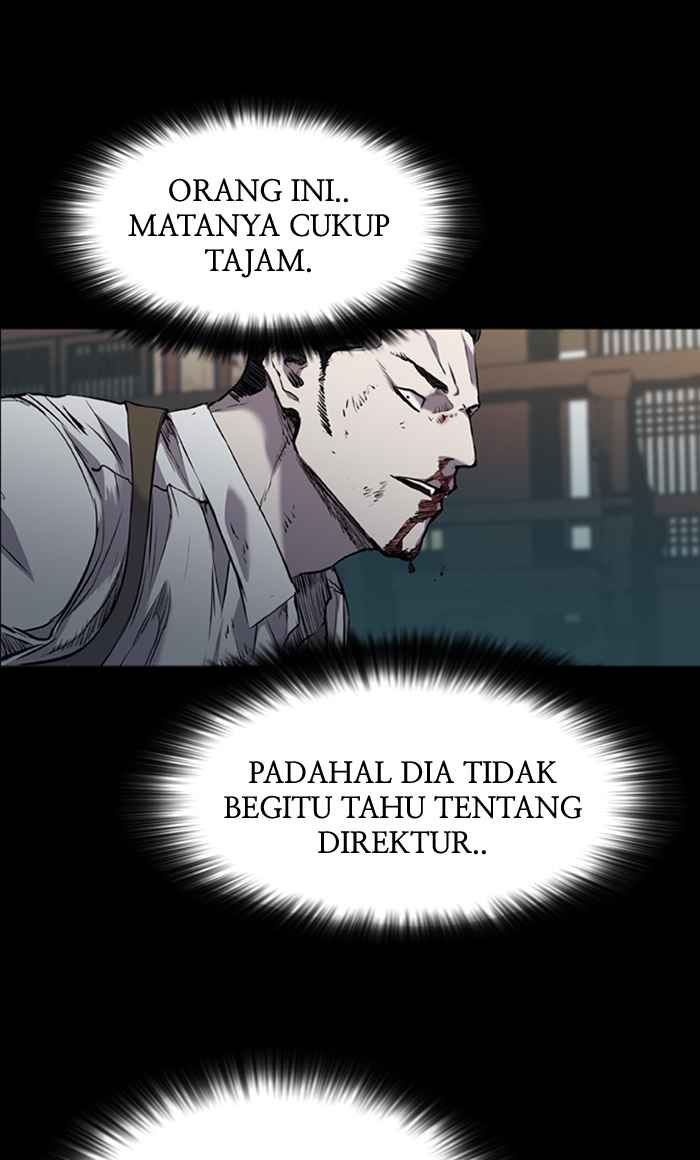 ORANG INI..
MATANYA CUKUP
TAJAM.
PADAHAL DIA TIDAK
BEGITU TAHU TENTANG
DIREKTUR..